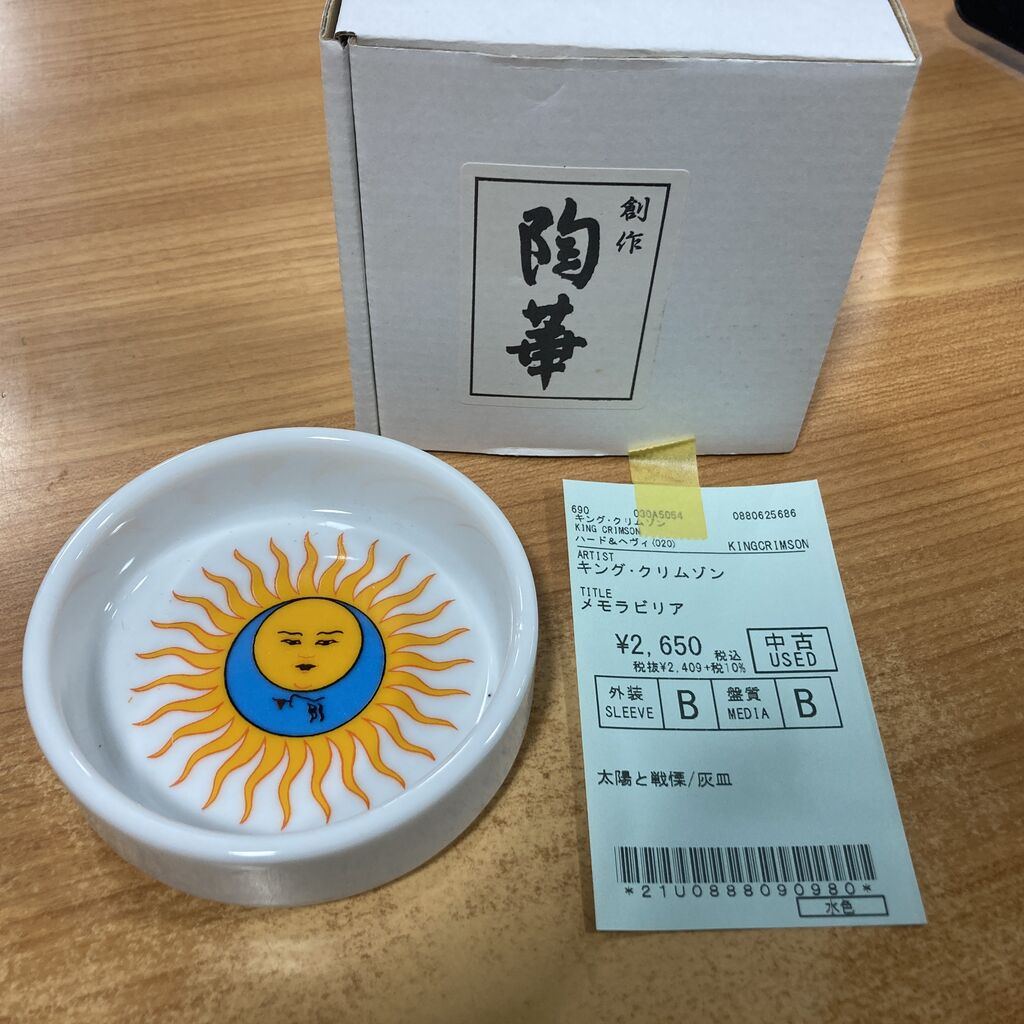 創作
陶華
690 030A5054 0880625686
キング・クリムゾン
KING CRIMSON
ハード&ヘヴィ(020) KINGCRIMSON
ARTIST
キング・クリムゾン
TITLE
メモラビリア
¥2,650 税込
税抜¥2,409+税10%
中古
USED
外装
SLEEVE
B
盤質
MEDIA
B
太陽と戦慄/灰皿
*21U0888090980*
水色